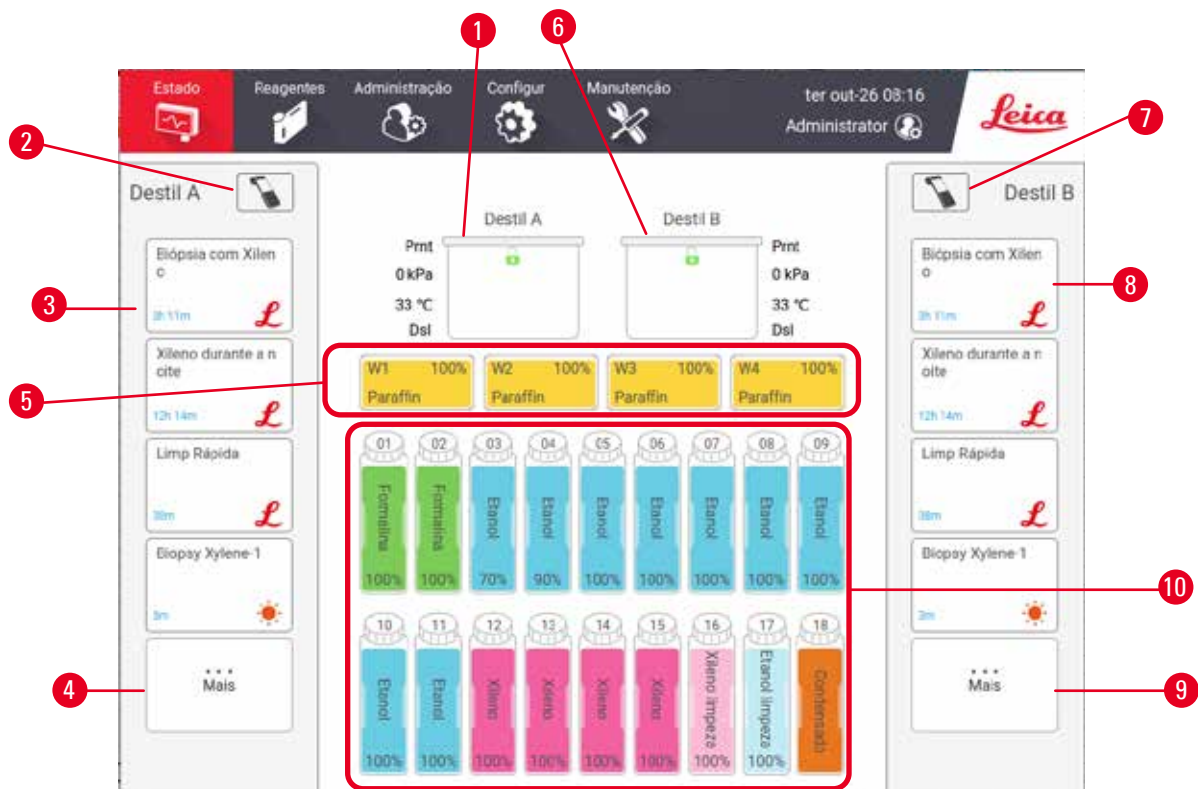 1
6
Estado
Reagentes
Administração
Configur
Manutenção
ter out-26 08:16
Administrator
Leica
2
7
Destil A
Destil B
Destil A
Destil B
Prnt
0 kPa
33 °C
Dsl
Prnt
0 kPa
33 °C
Dsl
3
Biópsia com Xilen
o
3h 11m
Xileno durante a n
oite
12h 14m
Limp Rápida
38m
Biopsy Xylene-1
4
...
Mais
5
W1 100%
Paraffin
W2 100%
Paraffin
W3 100%
Paraffin
W4 100%
Paraffin
01 02 03 04 05 06 07 08 09
Formalina Formalina Etanol Etanol Etanol Etanol Etanol Etanol Etanol
100% 100% 70% 90% 100% 100% 100% 100% 100%
10 11 12 13 14 15 16 17 18
Etanol Etanol Xileno Xileno Xileno Xileno Xileno limpeza Etanol limpeza Condensado
100% 100% 100% 100% 100% 100% 100% 100%
Biópsia com Xilen
o
3h 11m
8
Xileno durante a n
oite
12h 14m
Limp Rápida
38m
Biopsy Xylene-1
10
...
Mais
9